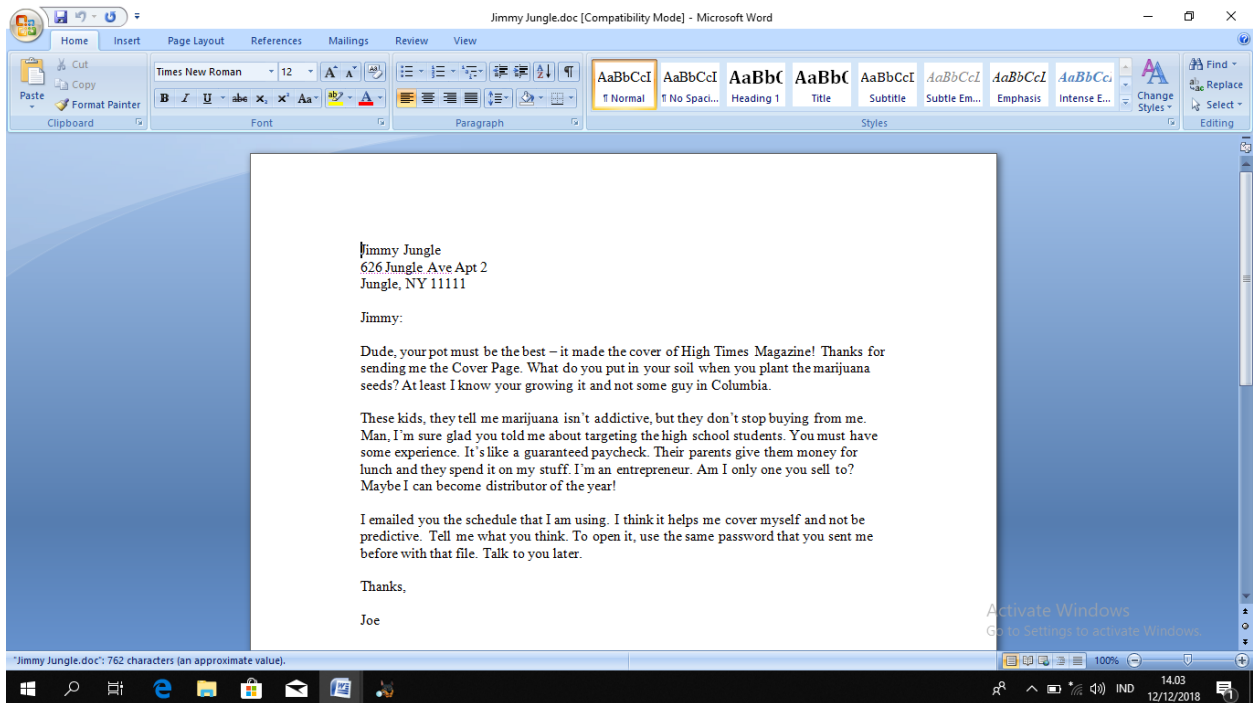 Jimmy Jungle.doc [Compatibility Mode] - Microsoft Word
Home Insert Page Layout References Mailings Review View
Paste
Cut
Copy
Format Painter
Clipboard
Times New Roman 12
Font
Paragraph
AaBbCcI AaBbCcI AaBbC AaBbC AaBbCcI AaBbCcL AaBbCcL AaBbCc
¶ Normal ¶ No Spaci... Heading 1 Title Subtitle Subtle Em... Emphasis Intense E...
Change Styles
Styles
Find
Replace
Select
Editing
Jimmy Jungle
626 Jungle Ave Apt 2
Jungle, NY 11111
Jimmy:
Dude, your pot must be the best – it made the cover of High Times Magazine! Thanks for
sending me the Cover Page. What do you put in your soil when you plant the marijuana
seeds? At least I know your growing it and not some guy in Columbia.
These kids, they tell me marijuana isn't addictive, but they don't stop buying from me.
Man, I'm sure glad you told me about targeting the high school students. You must have
some experience. It's like a guaranteed paycheck. Their parents give them money for
lunch and they spend it on my stuff. I'm an entrepreneur. Am I only one you sell to?
Maybe I can become distributor of the year!
I emailed you the schedule that I am using. I think it helps me cover myself and not be
predictive. Tell me what you think. To open it, use the same password that you sent me
before with that file. Talk to you later.
Thanks,
Joe
Activate Windows
Go to Settings to activate Windows.
"Jimmy Jungle.doc": 762 characters (an approximate value).
100%
IND
14.03
12/12/2018